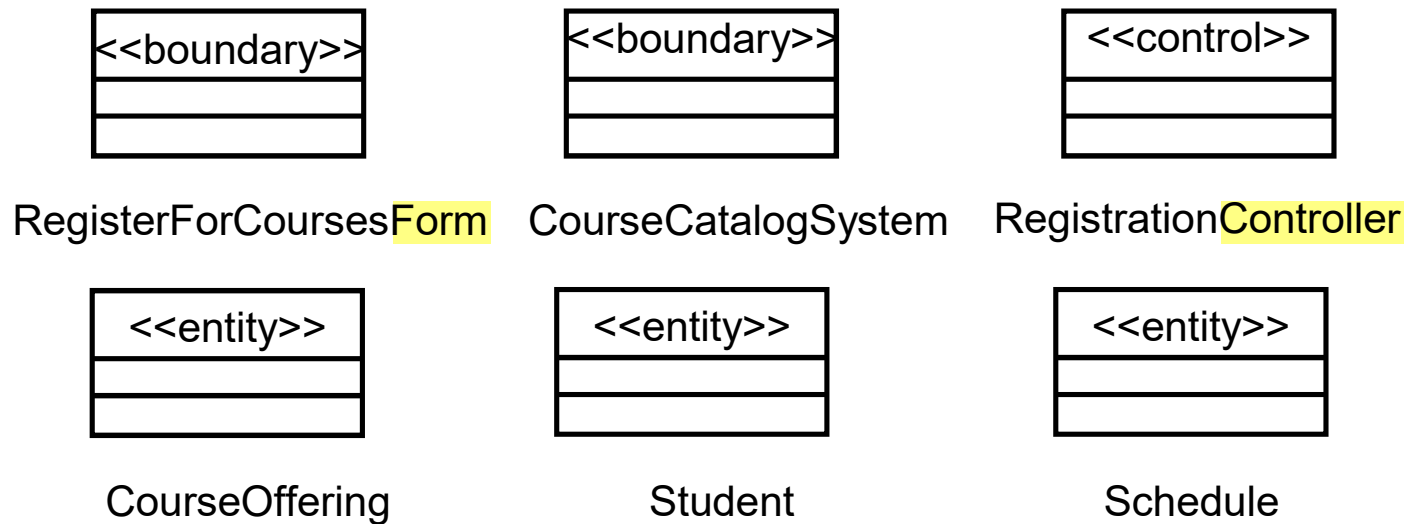 <<boundary>> <<boundary>> <<control>>
RegisterForCoursesForm CourseCatalogSystem RegistrationController
<<entity>> <<entity>> <<entity>>
CourseOffering Student Schedule